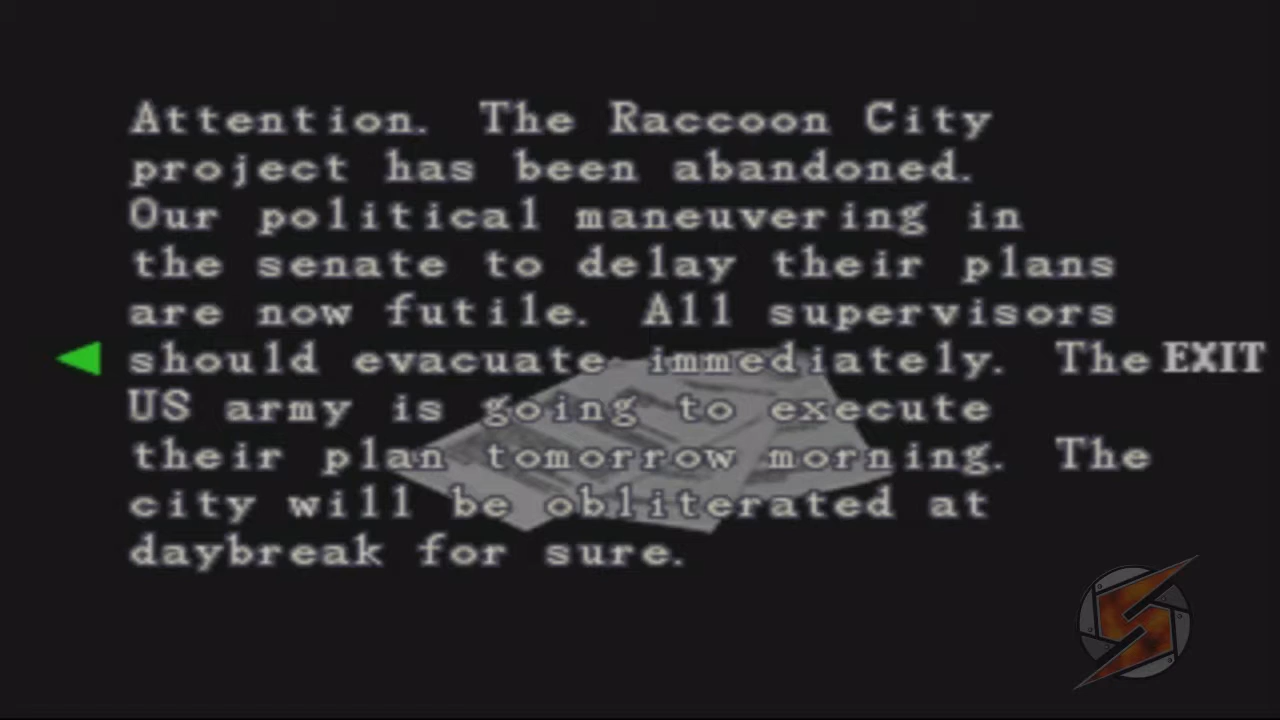 Attention. The Raccoon City
project has been abandoned.
Our political maneuvering in
the senate to delay their plans
are now futile. All supervisors
should evacuate immediately. The
EXIT
US army is going to execute
their plan tomorrow morning. The
city will be obliterated at
daybreak for sure.